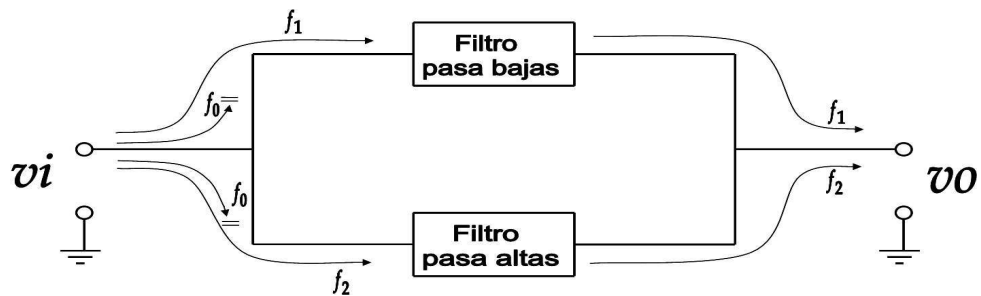 f1
Filtro
pasa bajas
f0
f1
vi
vo
f0
f2
Filtro
pasa altas
f2